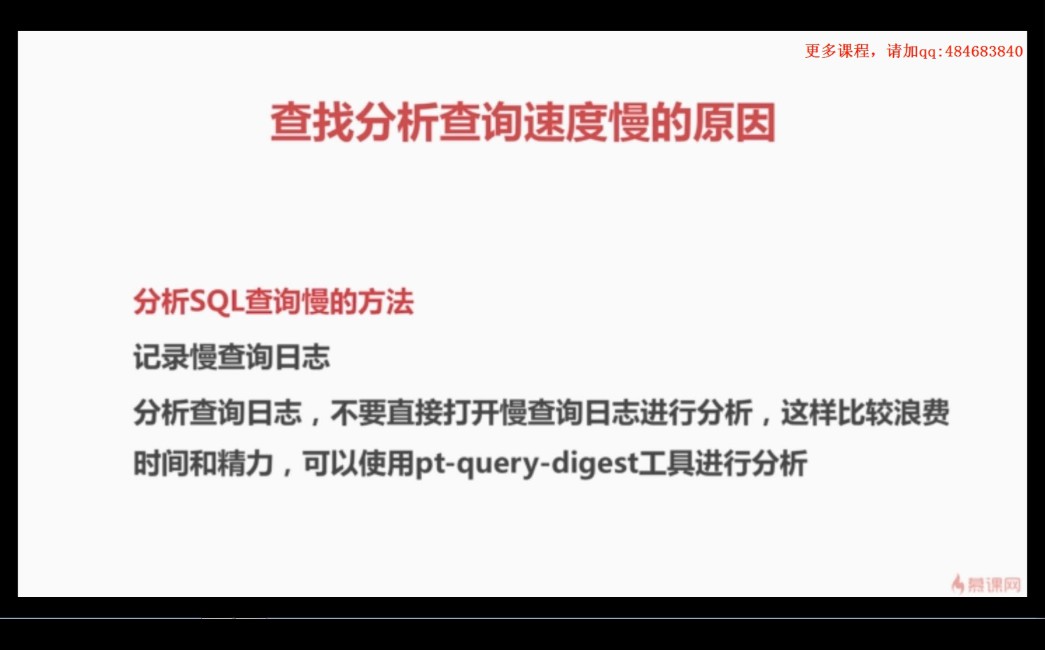 更多课程，请加qq:484683840
查找分析查询速度慢的原因
分析SQL查询慢的方法
记录慢查询日志
分析查询日志，不要直接打开慢查询日志进行分析，这样比较浪费
时间和精力，可以使用pt-query-digest工具进行分析
慕课网